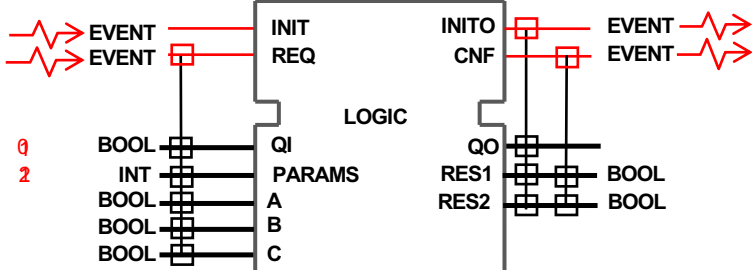 EVENT INIT INITO EVENT
EVENT REQ CNF EVENT
LOGIC
BOOL QI QO
INT PARAMS RES1 BOOL
BOOL A RES2 BOOL
BOOL B
BOOL C